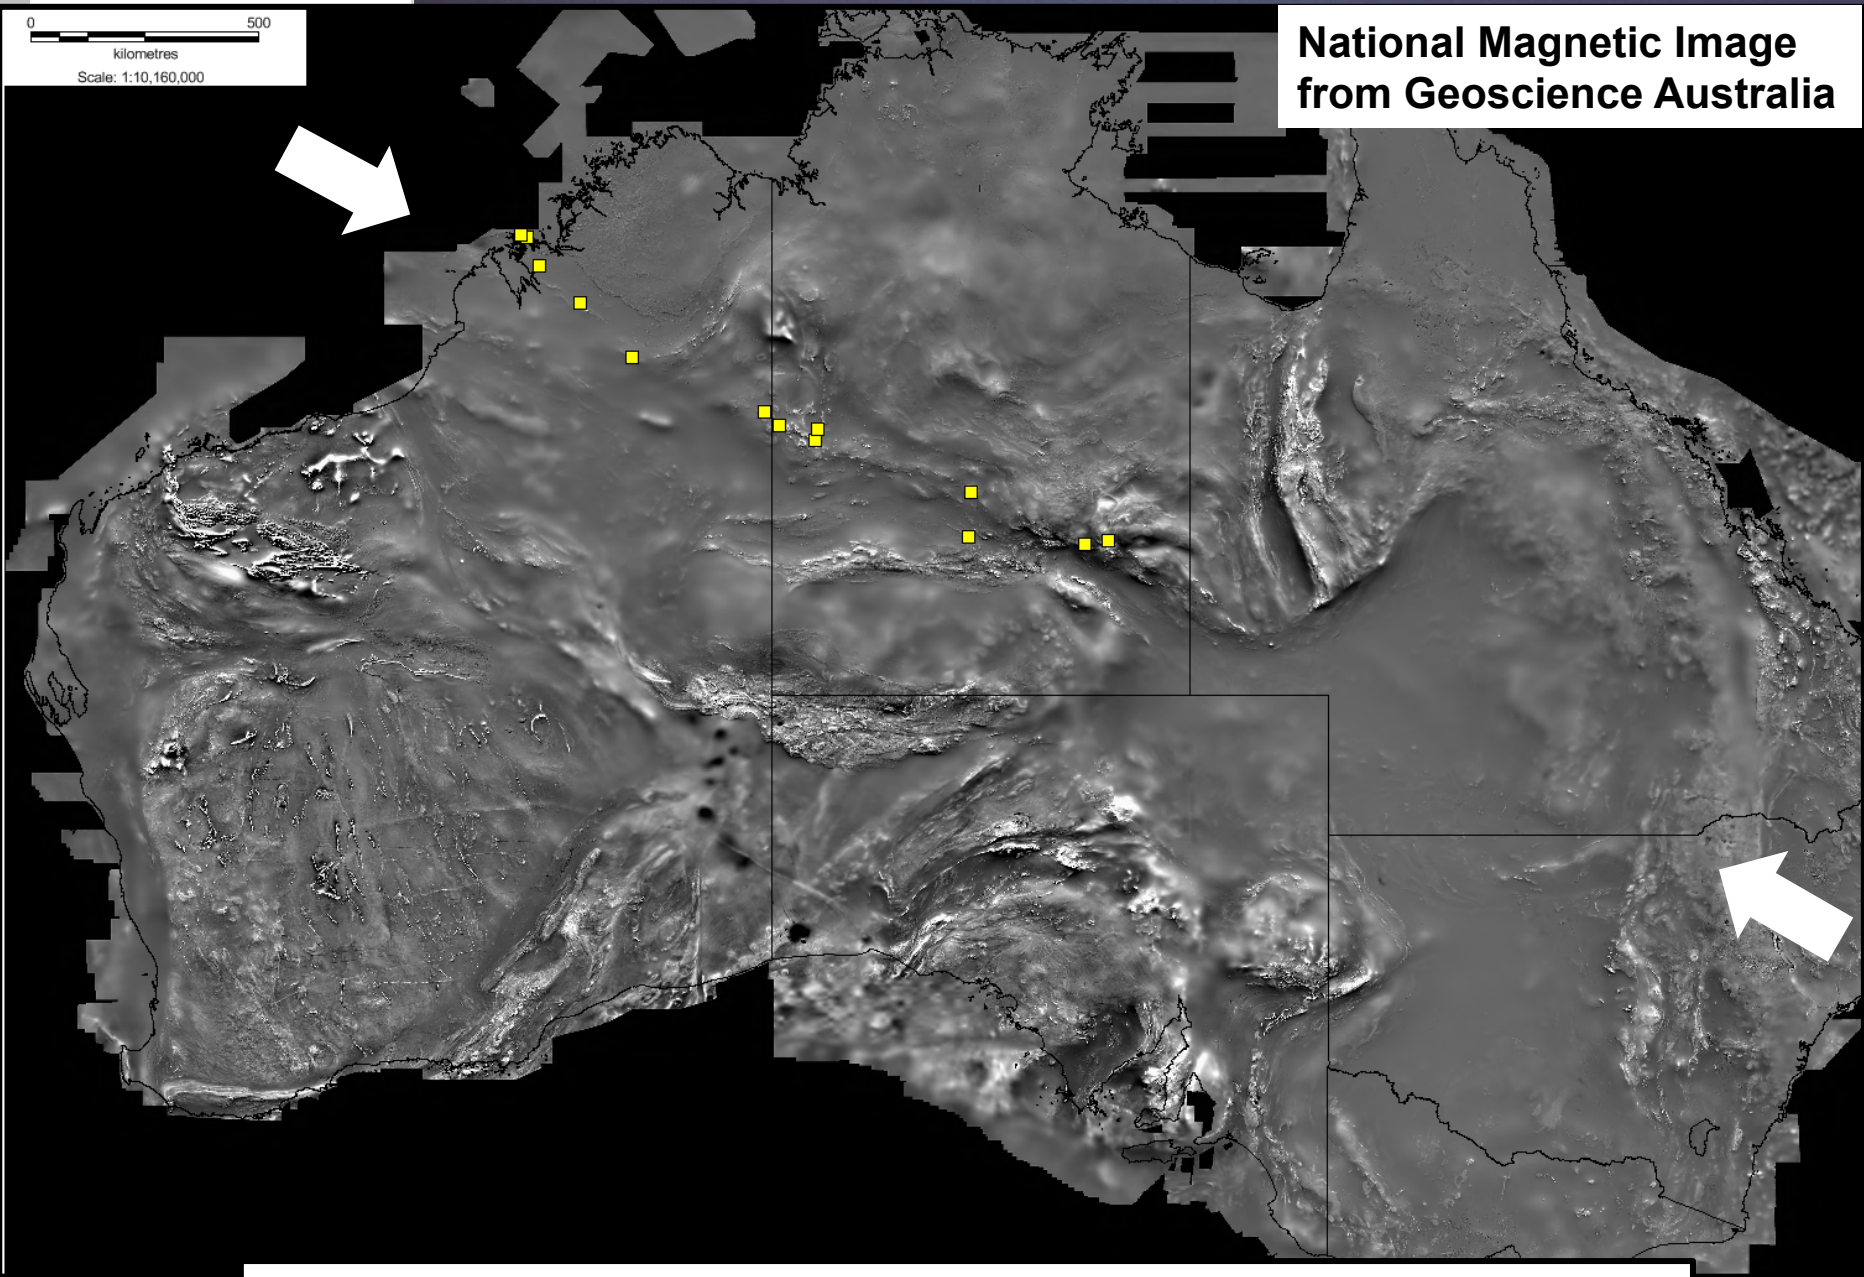 0 500
kilometres
Scale: 1:10,160,000
National Magnetic Image
from Geoscience Australia